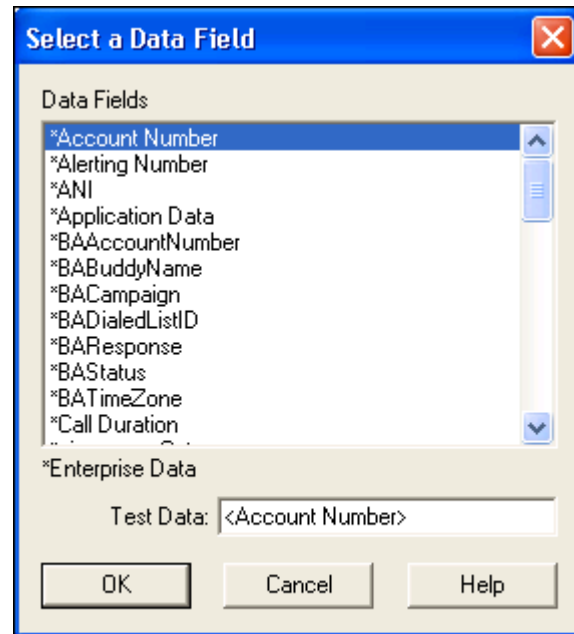 Select a Data Field
Data Fields
*Account Number
*Alerting Number
*ANI
*Application Data
*BAAccountNumber
*BABuddyName
*BACampaign
*BADialedListID
*BAResponse
*BAStatus
*BATimeZone
*Call Duration
*Enterprise Data
Test Data: <Account Number>
OK Cancel Help